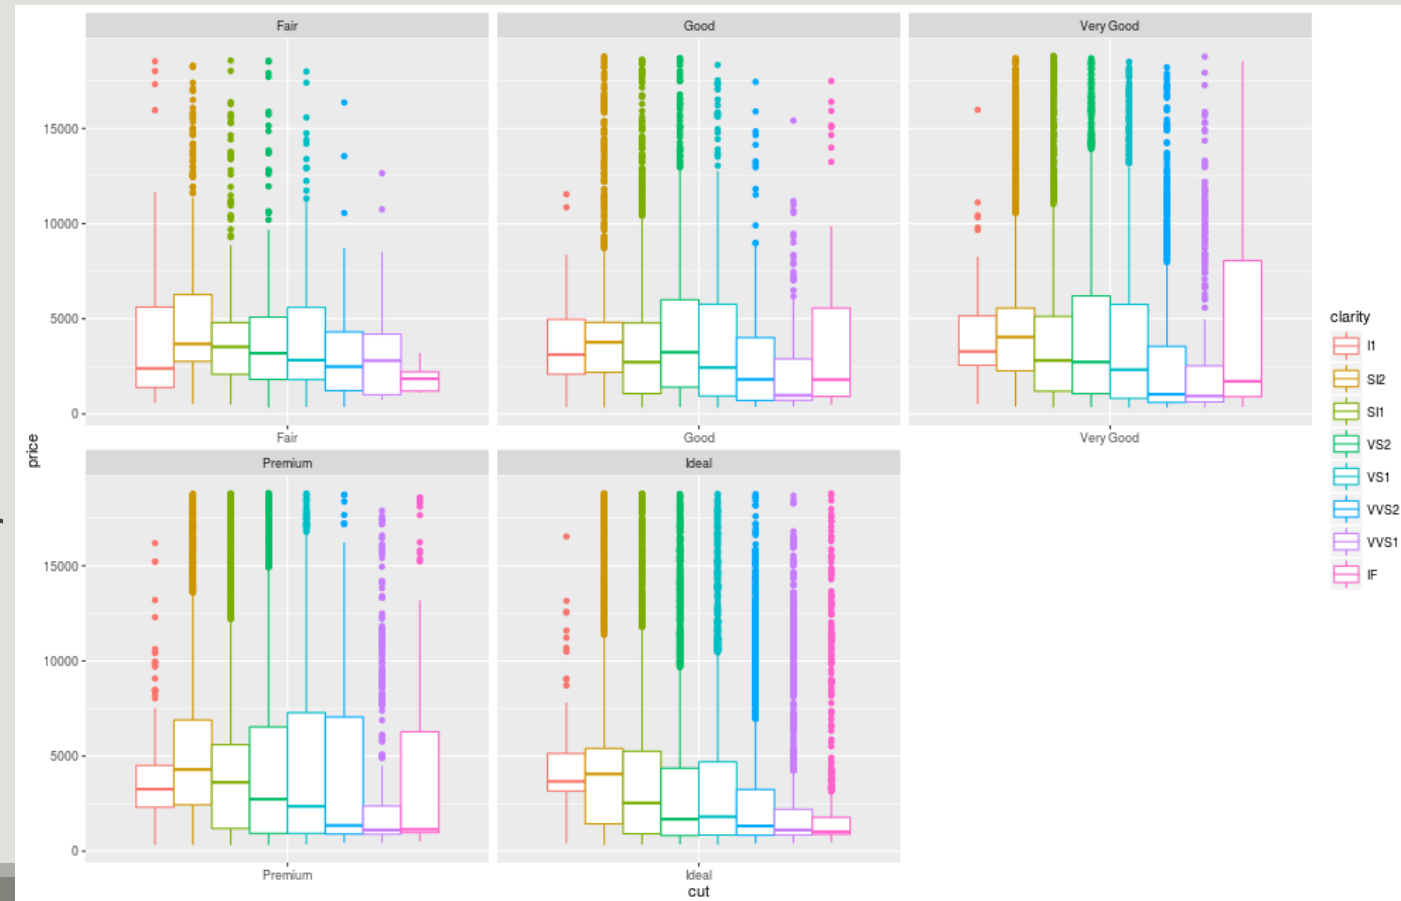 Fair
Good
Very Good
15000
10000
5000
0
Fair
Good
Very Good
price
Premium
Ideal
15000
10000
5000
0
Premium
Ideal
cut
clarity
I1
SI2
SI1
VS2
VS1
VVS2
VVS1
IF